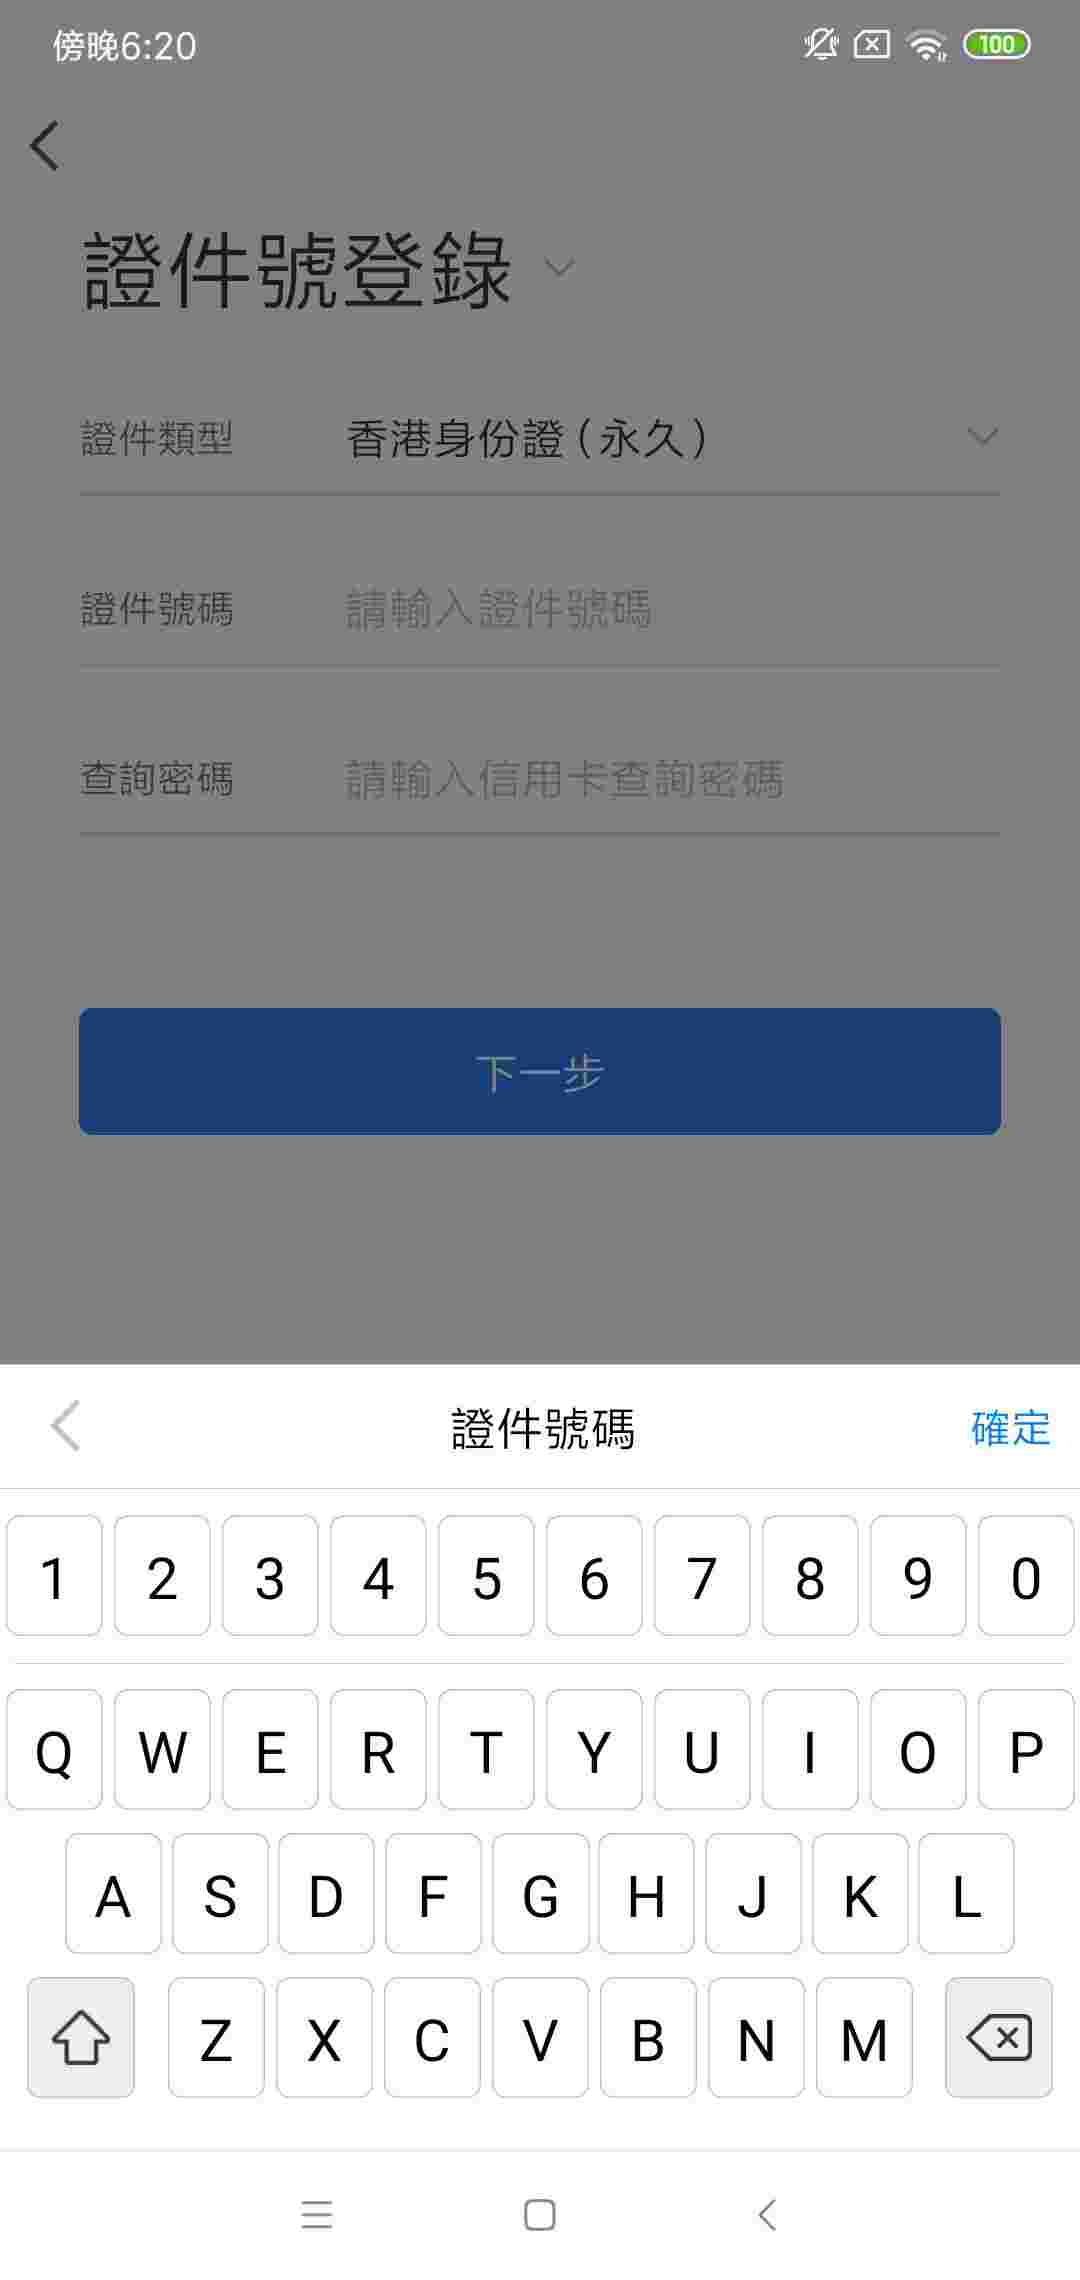 傍晚6:20
100
證件號登錄
證件類型 香港身份證（永久）
證件號碼 請輸入證件號碼
查詢密碼 請輸入信用卡查詢密碼
下一步
證件號碼 確定
1 2 3 4 5 6 7 8 9 0
Q W E R T Y U I O P
A S D F G H J K L
Z X C V B N M